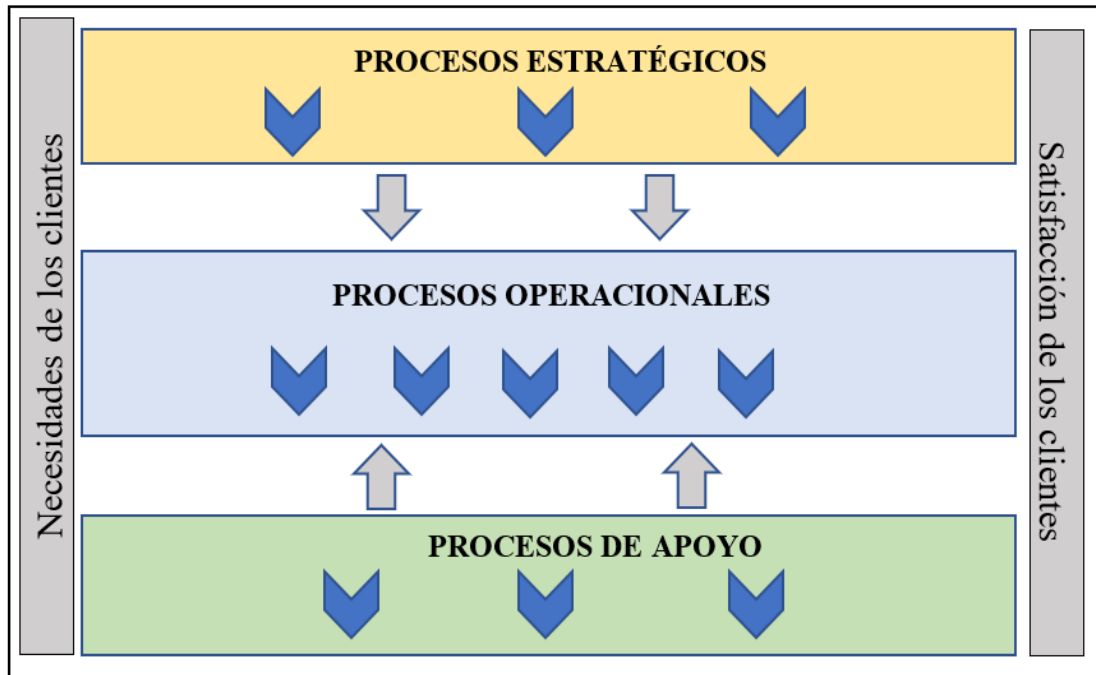 Necesidades de los clientes
PROCESOS ESTRATÉGICOS
PROCESOS OPERACIONALES
PROCESOS DE APOYO
Satisfacción de los clientes